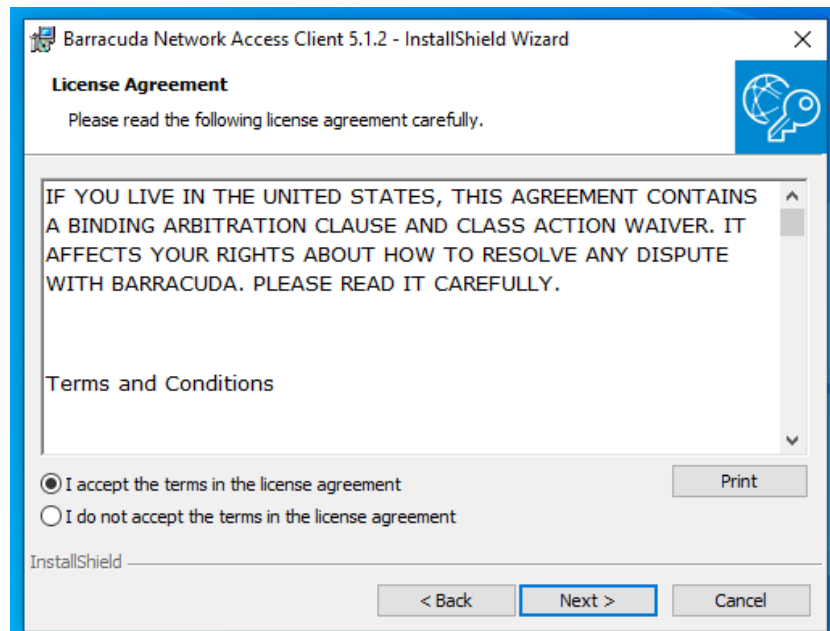 Barracuda Network Access Client 5.1.2 - InstallShield Wizard
License Agreement
Please read the following license agreement carefully.
IF YOU LIVE IN THE UNITED STATES, THIS AGREEMENT CONTAINS
A BINDING ARBITRATION CLAUSE AND CLASS ACTION WAIVER. IT
AFFECTS YOUR RIGHTS ABOUT HOW TO RESOLVE ANY DISPUTE
WITH BARRACUDA. PLEASE READ IT CAREFULLY.
Terms and Conditions
I accept the terms in the license agreement
Print
I do not accept the terms in the license agreement
InstallShield
< Back
Next >
Cancel